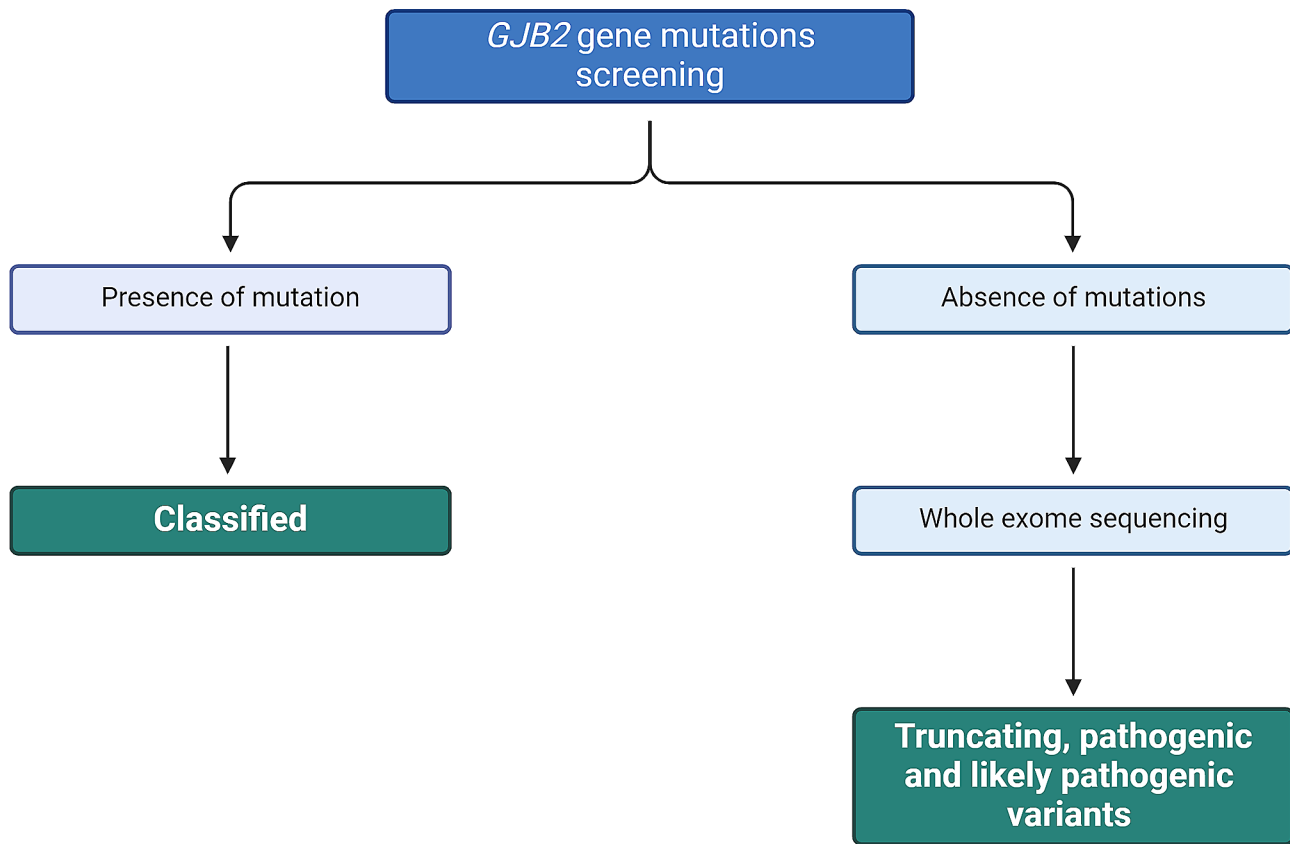 GJB2 gene mutations
screening
Presence of mutation
Absence of mutations
Classified
Whole exome sequencing
Truncating, pathogenic
and likely pathogenic
variants